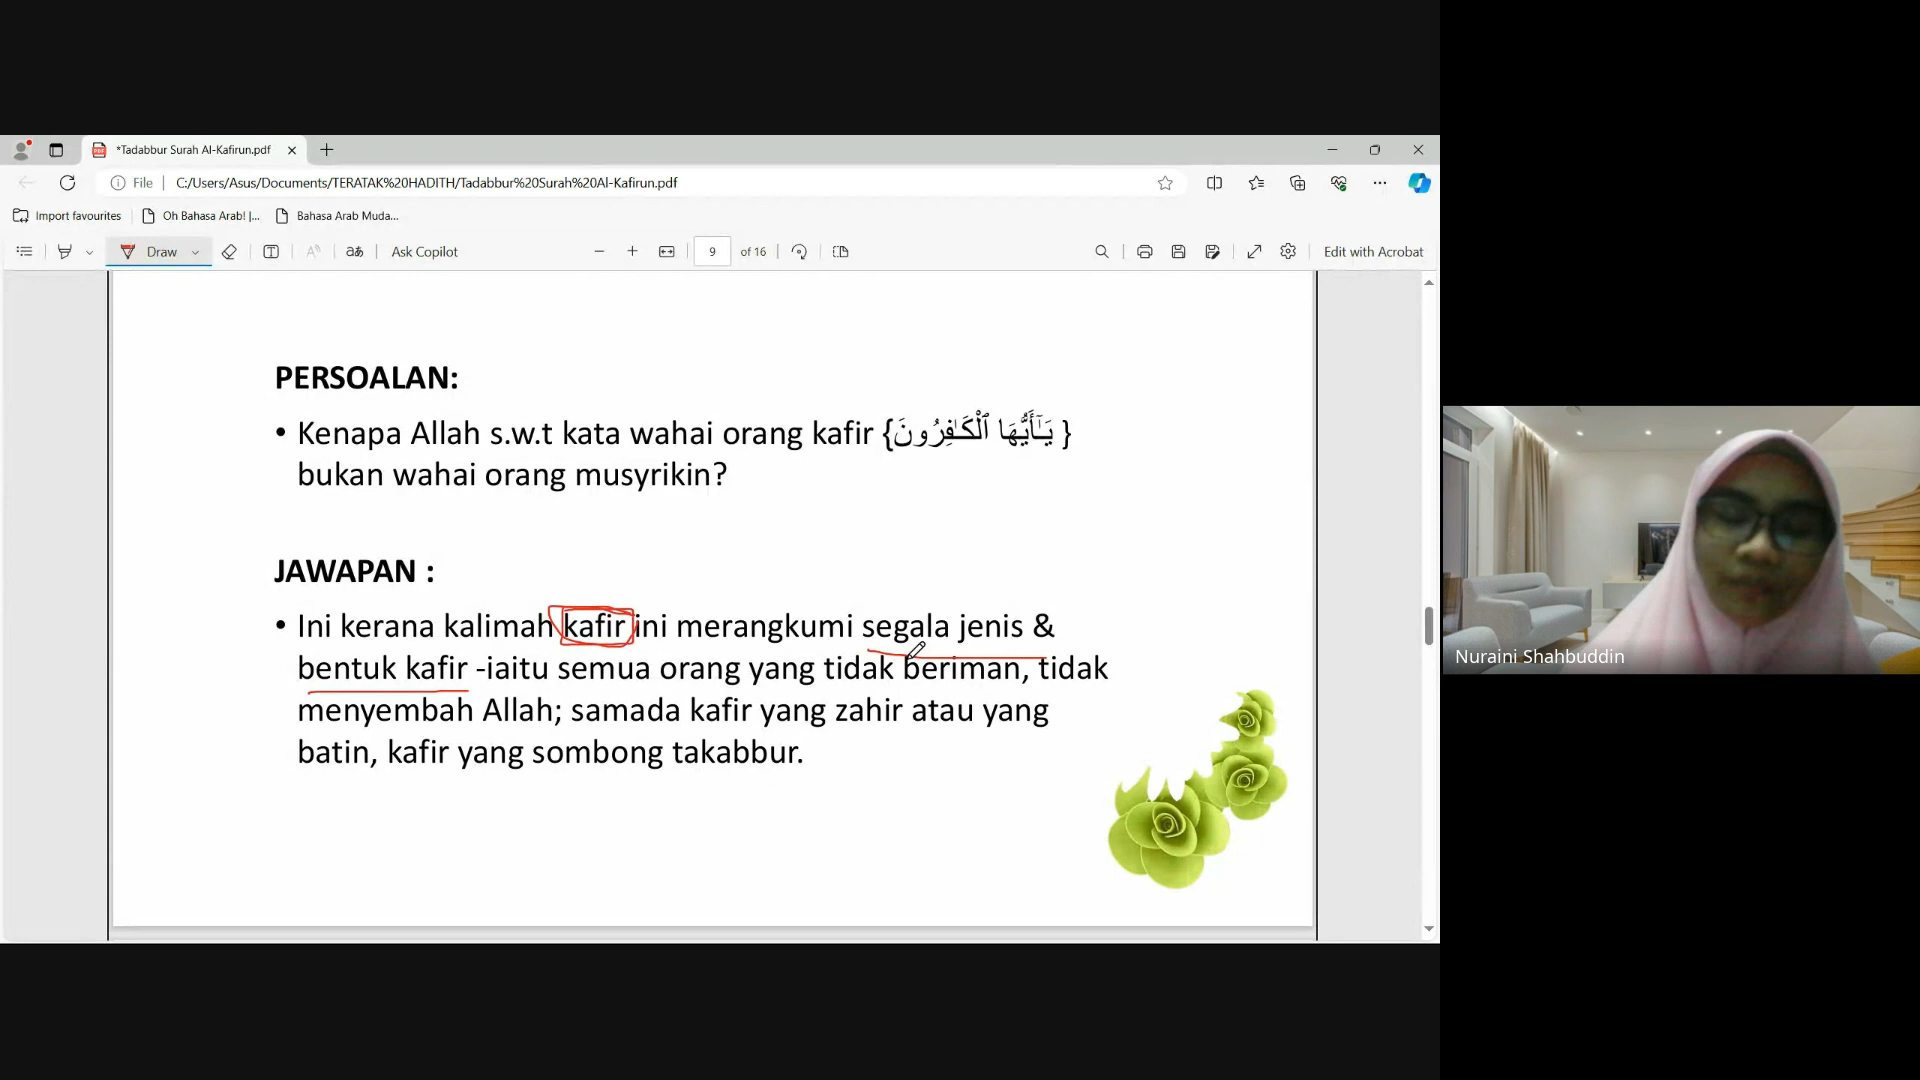 *Tadabbur Surah Al-Kafirun.pdf
File
C:/Users/Asus/Documents/TERATAK%20HADITH/Tadabbur%20Surah%20Al-Kafirun.pdf
Import favourites
Oh Bahasa Arab! |...
Bahasa Arab Muda...
Draw
Ask Copilot
9 of 16
Edit with Acrobat
PERSOALAN:
• Kenapa Allah s.w.t kata wahai orang kafir {يَـٰٓأَيُّهَا ٱلْكَـٰفِرُونَ }
bukan wahai orang musyrikin?
JAWAPAN :
• Ini kerana kalimah kafir ini merangkumi segala jenis &
bentuk kafir -iaitu semua orang yang tidak beriman, tidak
menyembah Allah; samada kafir yang zahir atau yang
batin, kafir yang sombong takabbur.
Nuraini Shahbuddin